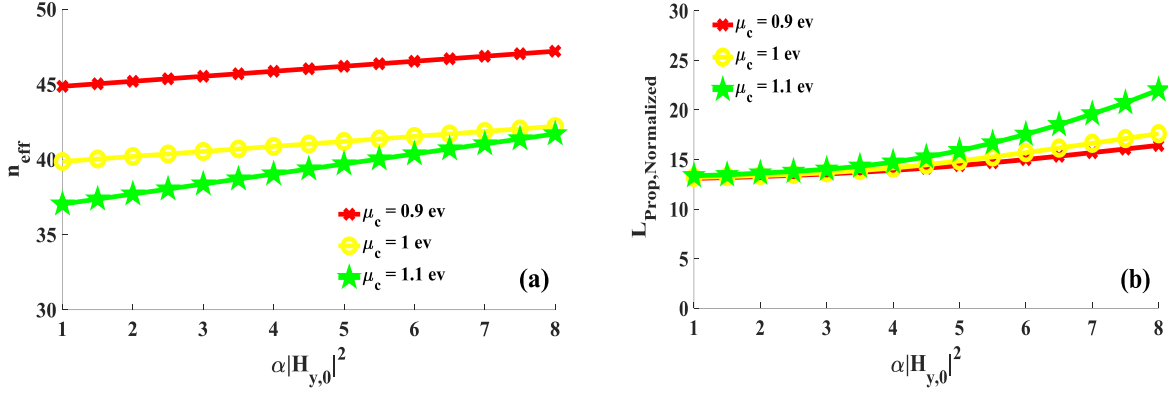 50
45
40
35
30
n_eff
μ_c = 0.9 ev
μ_c = 1 ev
μ_c = 1.1 ev
(a)
1 2 3 4 5 6 7 8
α|H_y,0|^2
30
25
20
15
10
5
0
L_Prop,Normalized
μ_c = 0.9 ev
μ_c = 1 ev
μ_c = 1.1 ev
(b)
1 2 3 4 5 6 7 8
α|H_y,0|^2